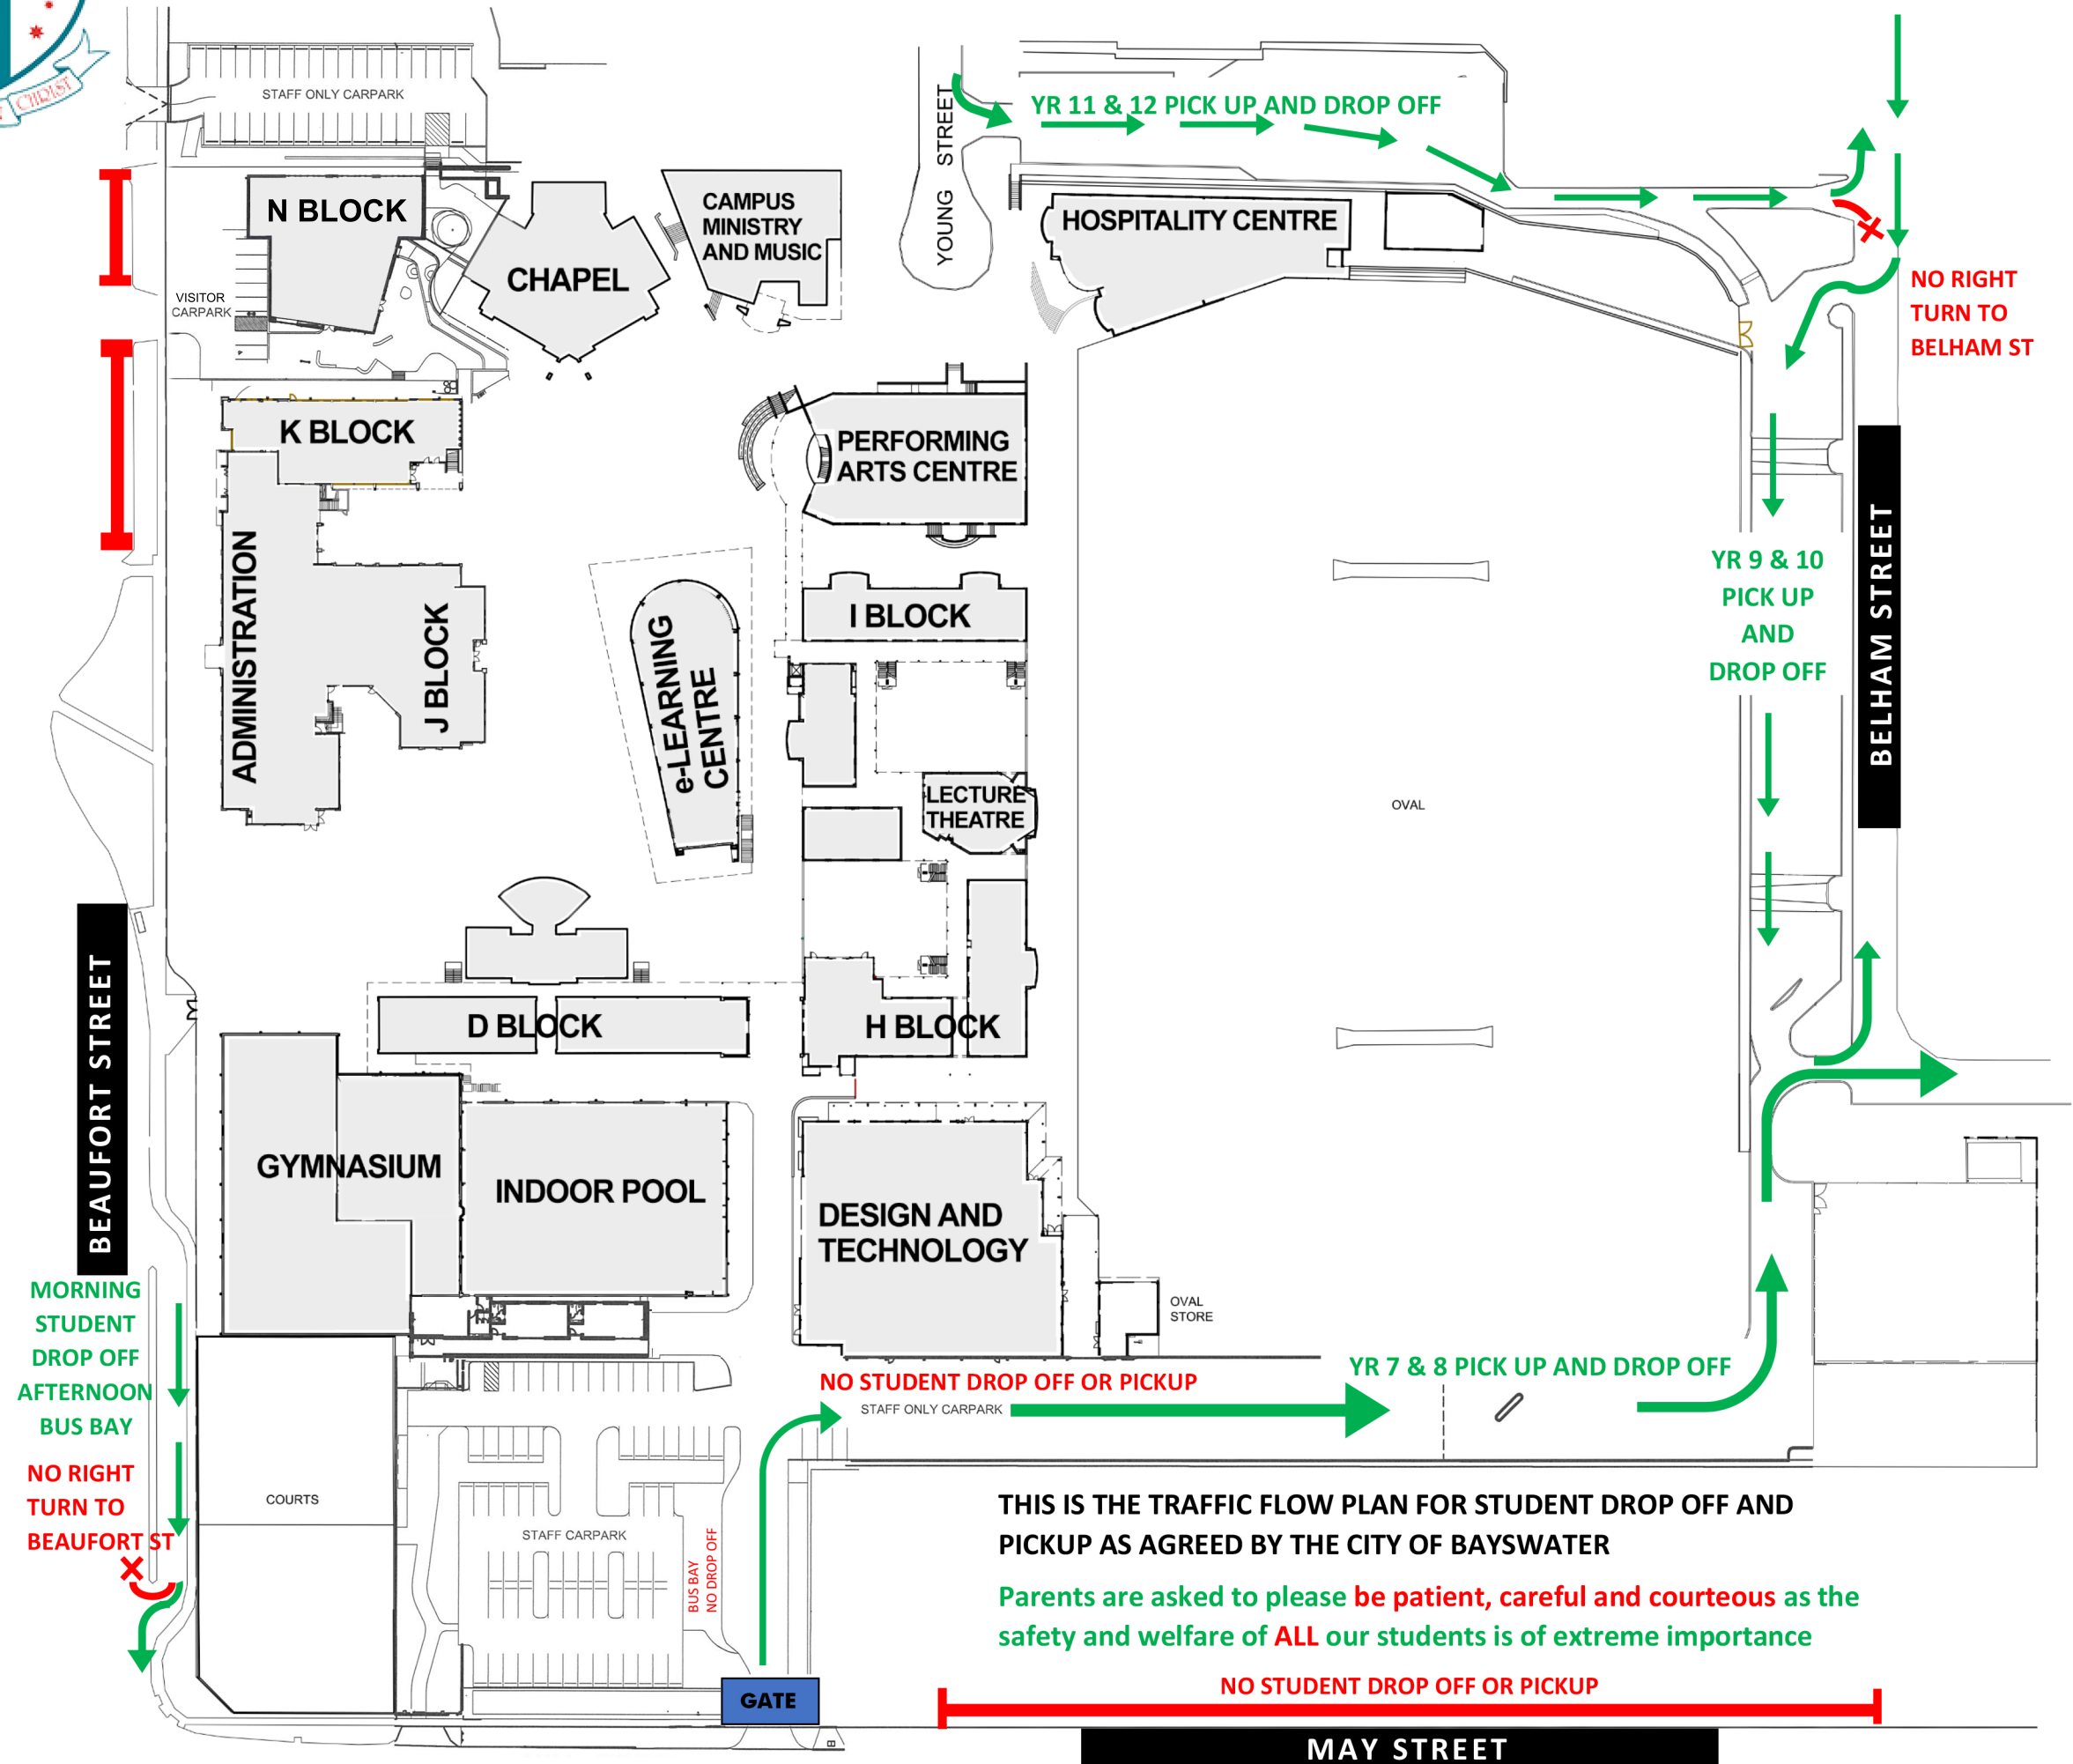 CHRIST
STAFF ONLY CARPARK
N BLOCK
VISITOR
CARPARK
CHAPEL
CAMPUS
MINISTRY
AND MUSIC
YOUNG STREET
YR 11 & 12 PICK UP AND DROP OFF
HOSPITALITY CENTRE
NO RIGHT
TURN TO
BELHAM ST
K BLOCK
ADMINISTRATION
J BLOCK
e-LEARNING
CENTRE
PERFORMING
ARTS CENTRE
I BLOCK
LECTURE
THEATRE
OVAL
YR 9 & 10
PICK UP
AND
DROP OFF
BELHAM STREET
BEAUFORT STREET
D BLOCK
H BLOCK
GYMNASIUM
INDOOR POOL
DESIGN AND
TECHNOLOGY
OVAL
STORE
MORNING
STUDENT
DROP OFF
AFTERNOON
BUS BAY
NO RIGHT
TURN TO
BEAUFORT ST
COURTS
STAFF CARPARK
BUS BAY
NO DROP OFF
NO STUDENT DROP OFF OR PICKUP
STAFF ONLY CARPARK
YR 7 & 8 PICK UP AND DROP OFF
THIS IS THE TRAFFIC FLOW PLAN FOR STUDENT DROP OFF AND
PICKUP AS AGREED BY THE CITY OF BAYSWATER
Parents are asked to please be patient, careful and courteous as the
safety and welfare of ALL our students is of extreme importance
GATE
NO STUDENT DROP OFF OR PICKUP
MAY STREET